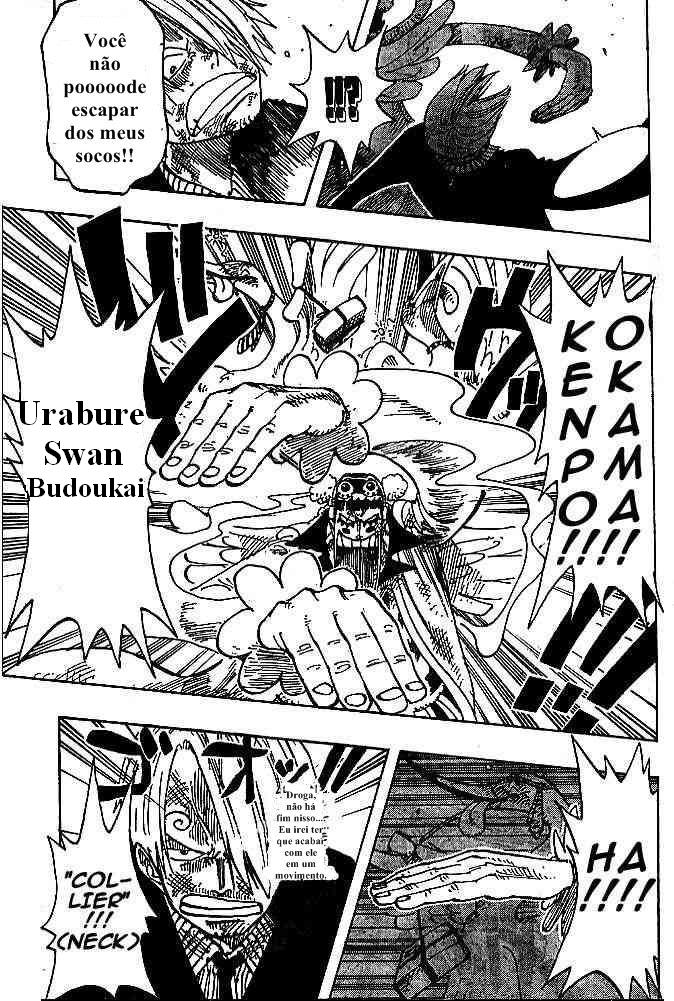 Você
não
pooooode
escapar
dos meus
socos!!
!!?
OKAMA
KENPO
!!!!
Urabure
Swan
Budoukai
HA
!!!!
Droga,
não há
fim nisso....
Eu irei ter
que acabar
com ele
em um
movimento.
"COL-
LIER"
!!!
(NECK)